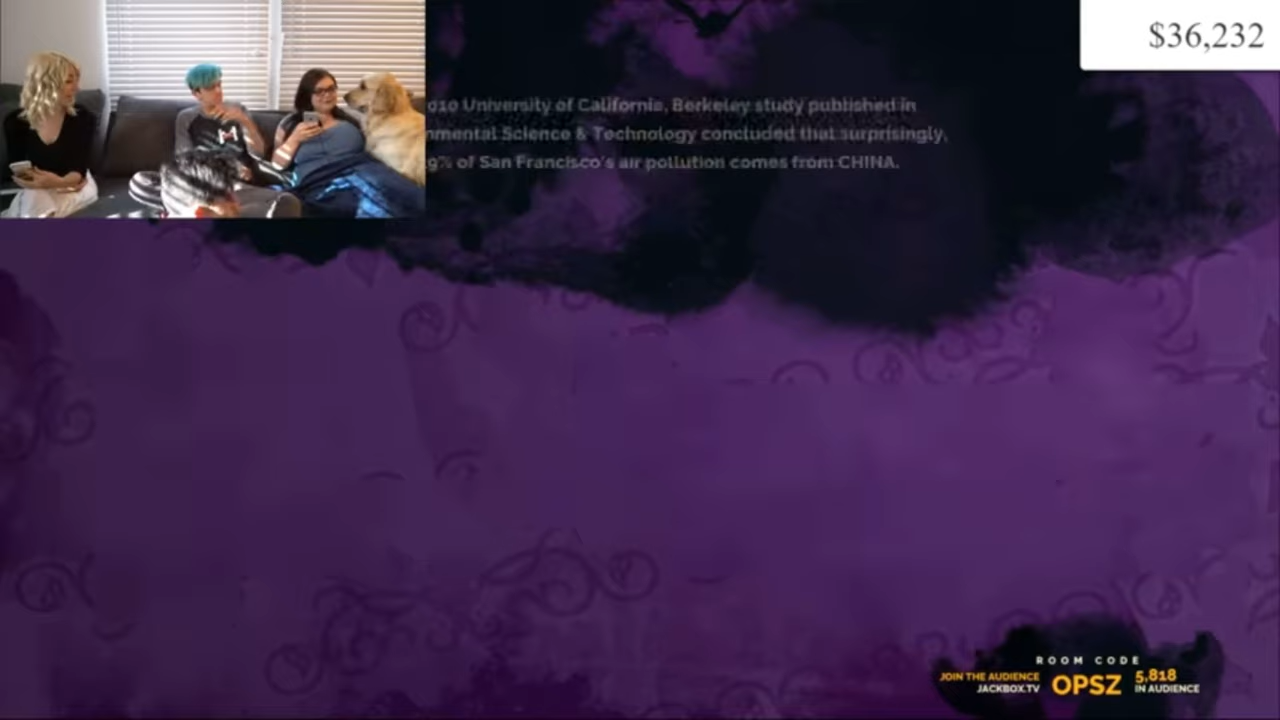 $36,232
010 University of California, Berkeley study published in
nmental Science & Technology concluded that surprisingly,
9% of San Francisco's air pollution comes from CHINA.
ROOM CODE
JOIN THE AUDIENCE
JACKBOX.TV
OPSZ
5,818
IN AUDIENCE